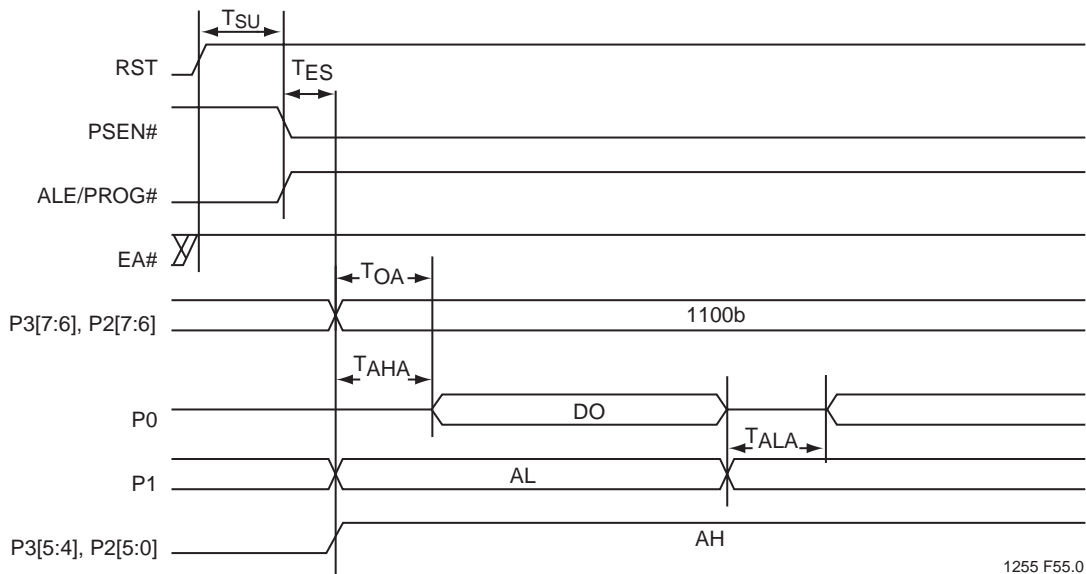 TSU
RST
TES
PSEN#
ALE/PROG#
EA#
TOA
P3[7:6], P2[7:6]
1100b
TAHA
P0
DO
TALA
P1
AL
P3[5:4], P2[5:0]
AH
1255 F55.0